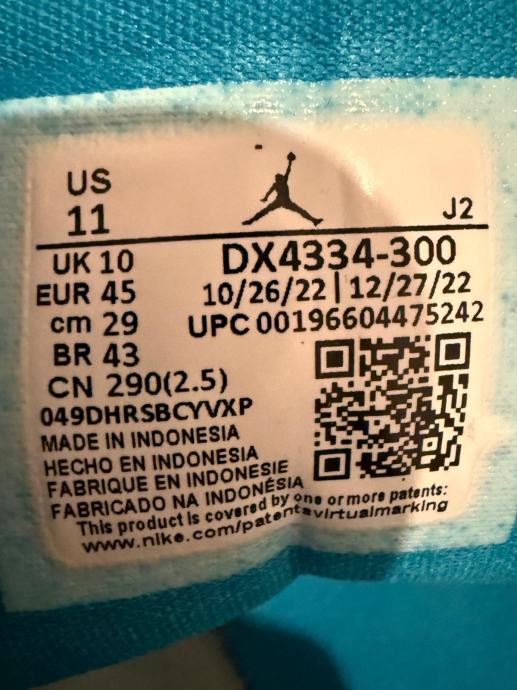 US
11
J2
UK 10
DX4334-300
EUR 45
10/26/22 | 12/27/22
cm 29
UPC 00196604475242
BR 43
CN 290(2.5)
049DHRSBCYVXP
MADE IN INDONESIA
HECHO EN INDONESIA
FABRIQUE EN INDONESIE
FABRICADO NA INDONÉSIA
This product is covered by one or more patents:
www.nike.com/patentsvirtualmarking